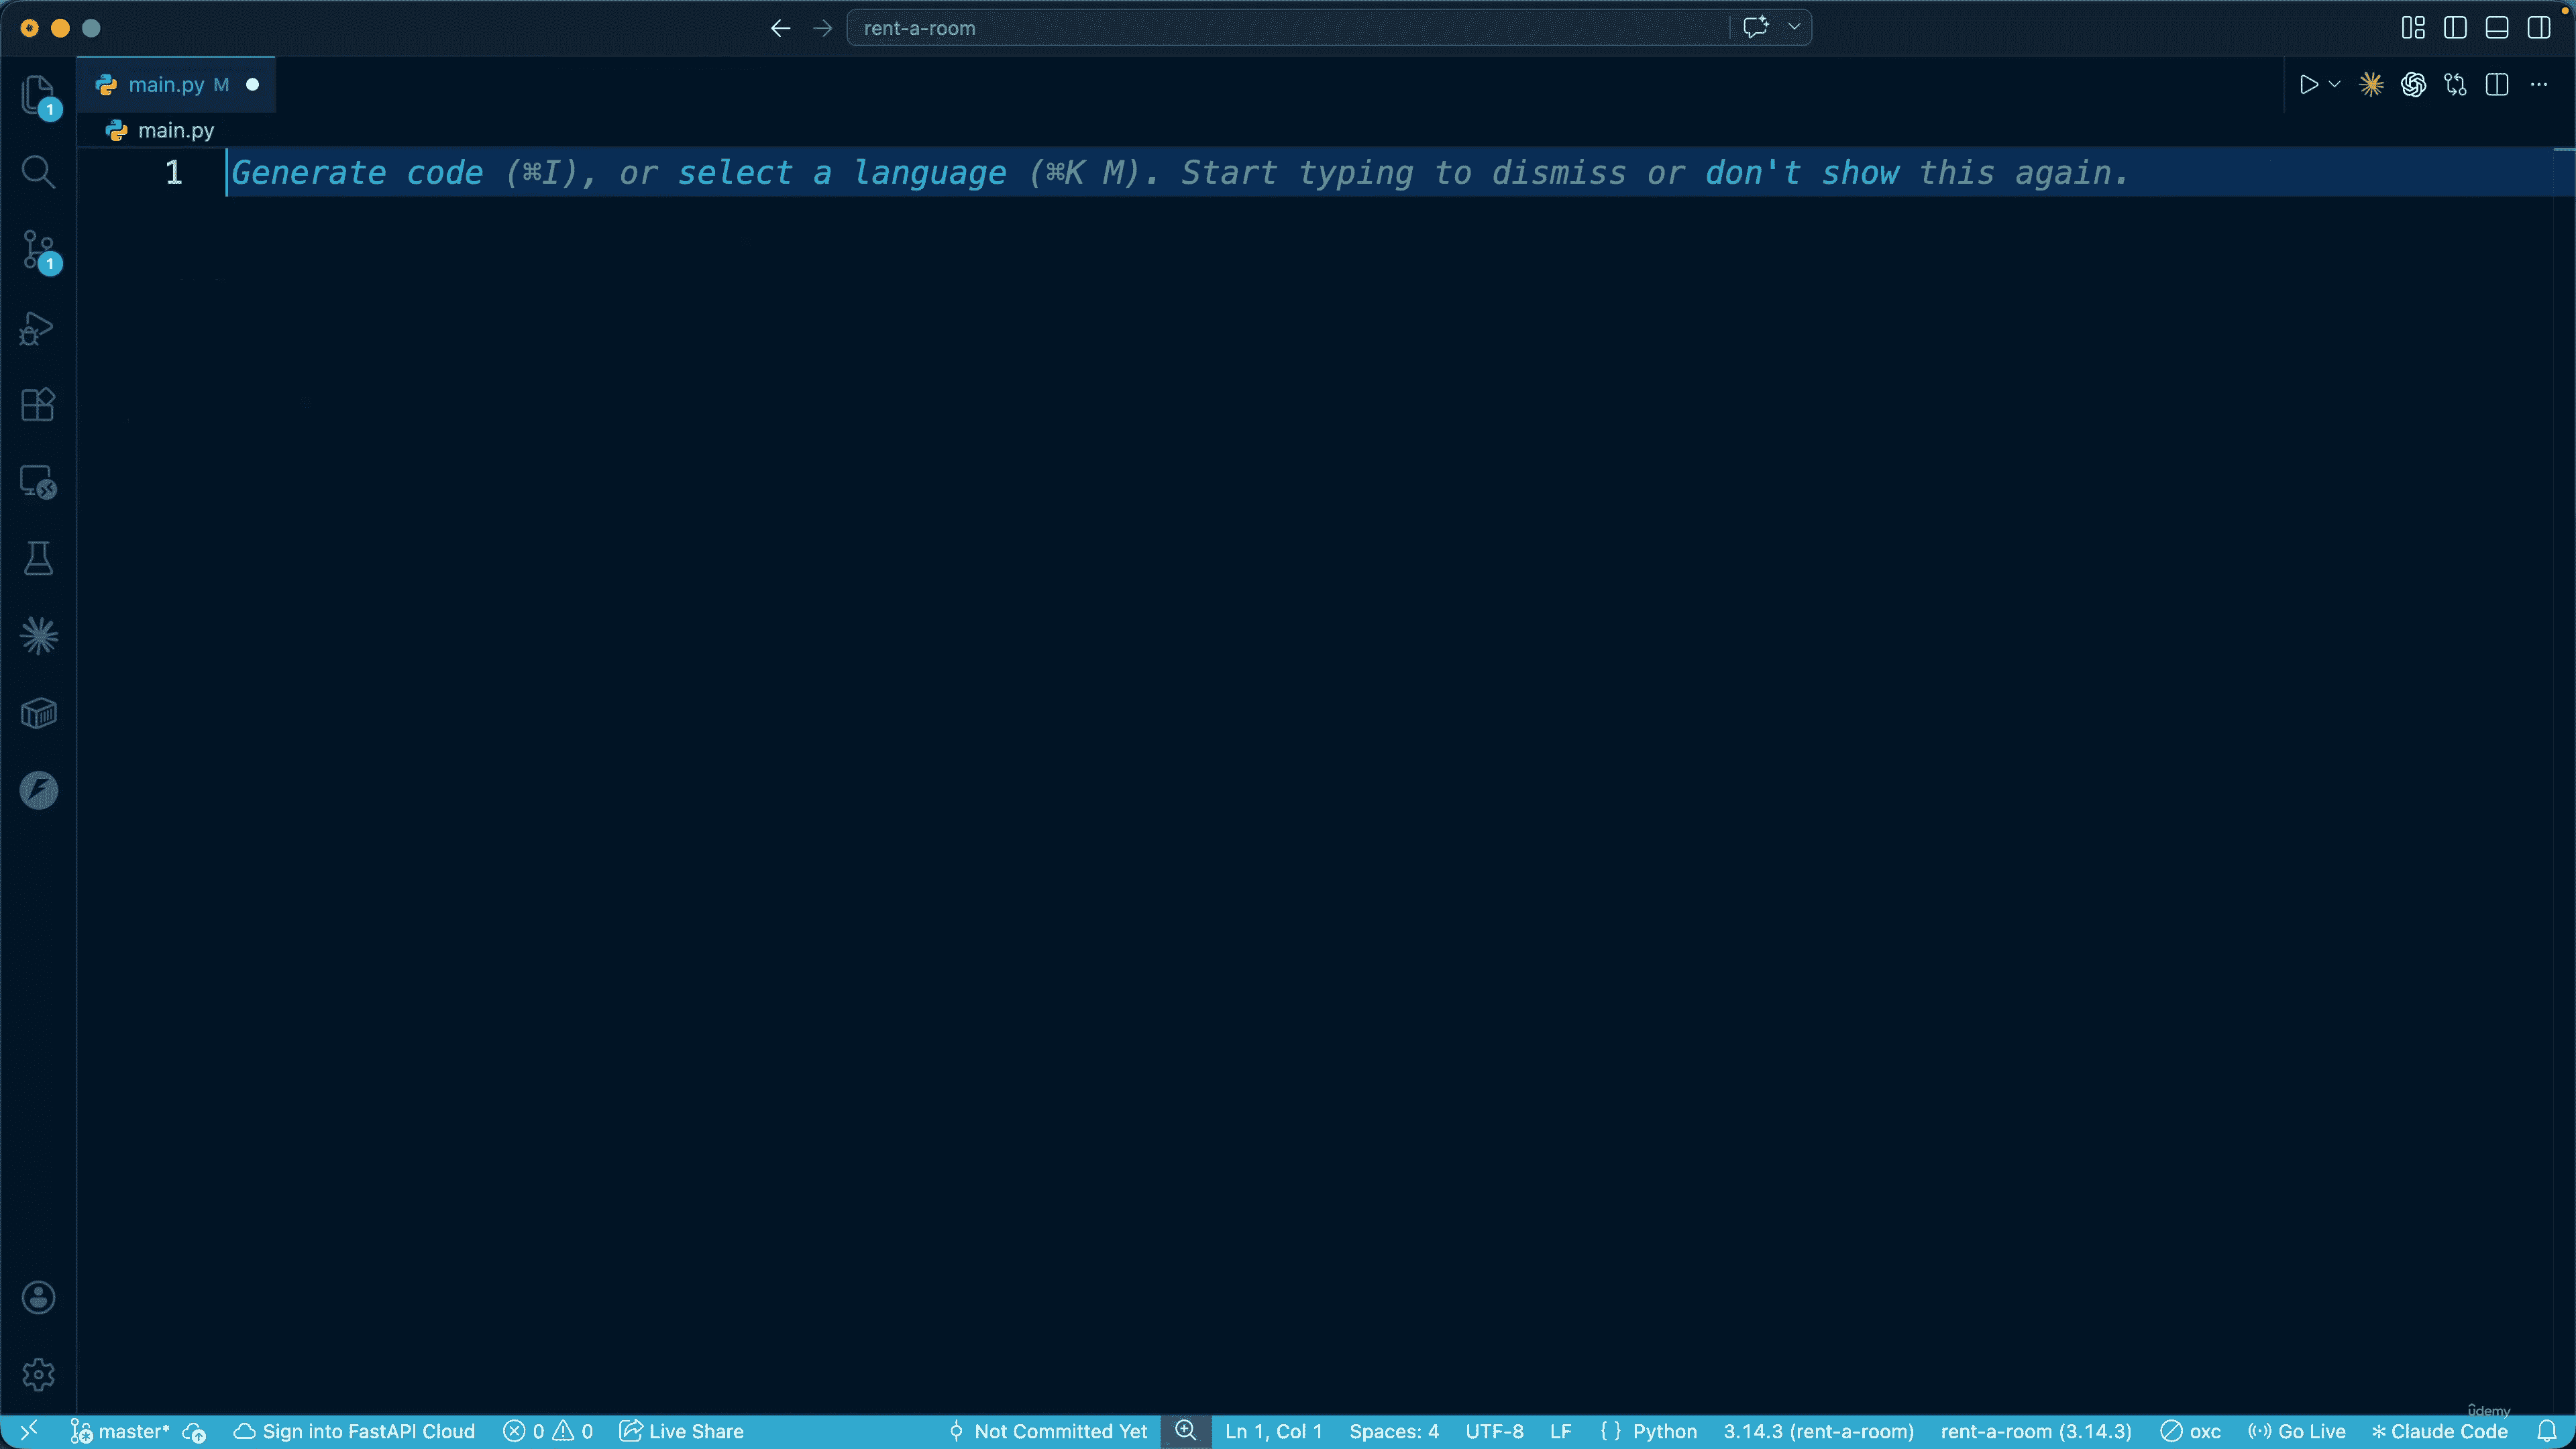 rent-a-room
main.py M
main.py
1
1 Generate code (⌘I), or select a language (⌘K M). Start typing to dismiss or don't show this again.
1
udemy
master* Sign into FastAPI Cloud 0 0 Live Share Not Committed Yet Ln 1, Col 1 Spaces: 4 UTF-8 LF { } Python 3.14.3 (rent-a-room) rent-a-room (3.14.3) oxc Go Live Claude Code